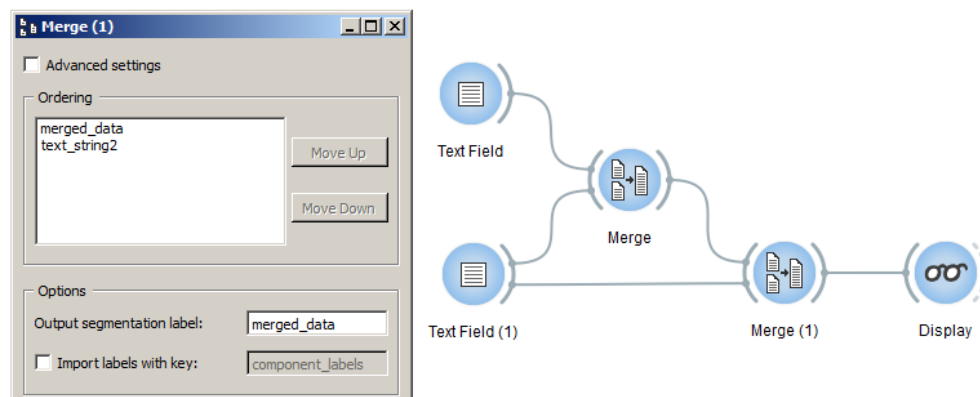 Merge (1)
Advanced settings
Ordering
merged_data
text_string2
Move Up
Move Down
Options
Output segmentation label: merged_data
Import labels with key: component_labels
Text Field
Merge
Text Field (1)
Merge (1)
Display